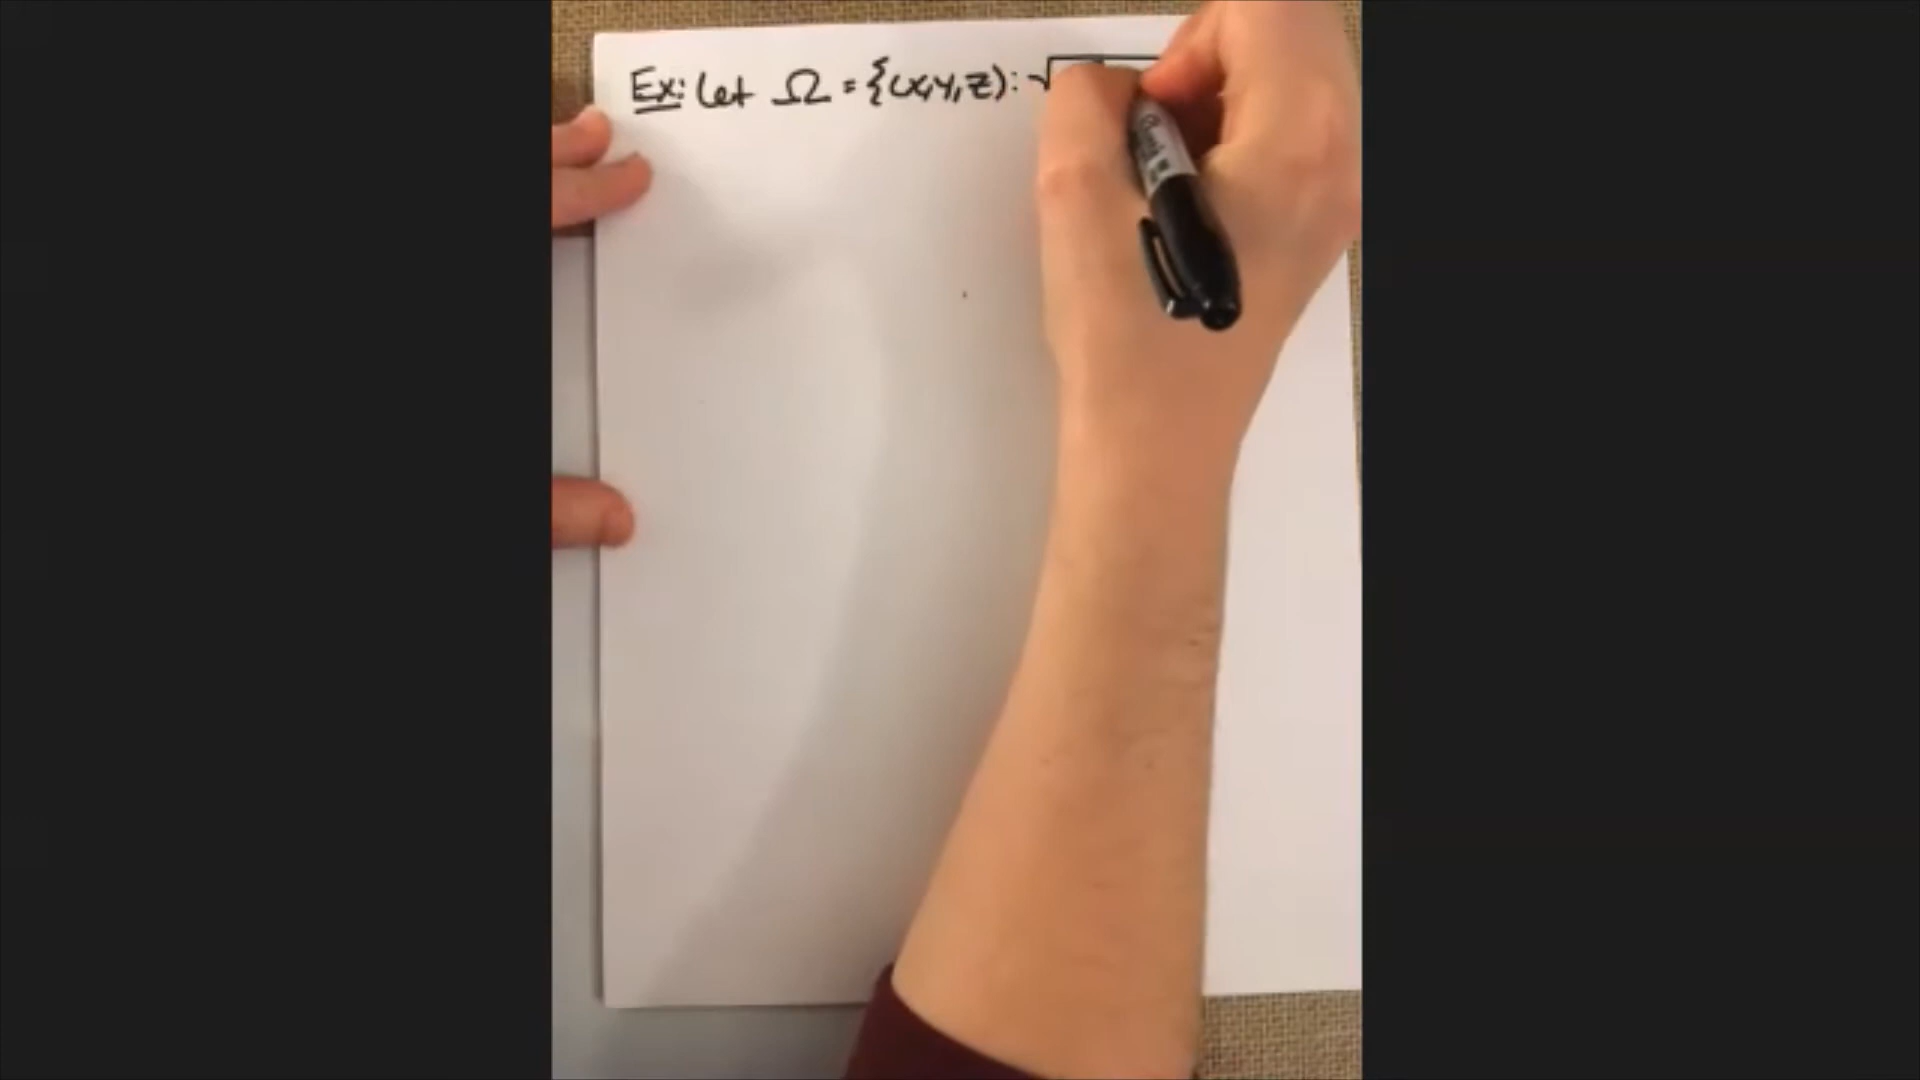 Ex: Let Ω = {(x,y,z): √